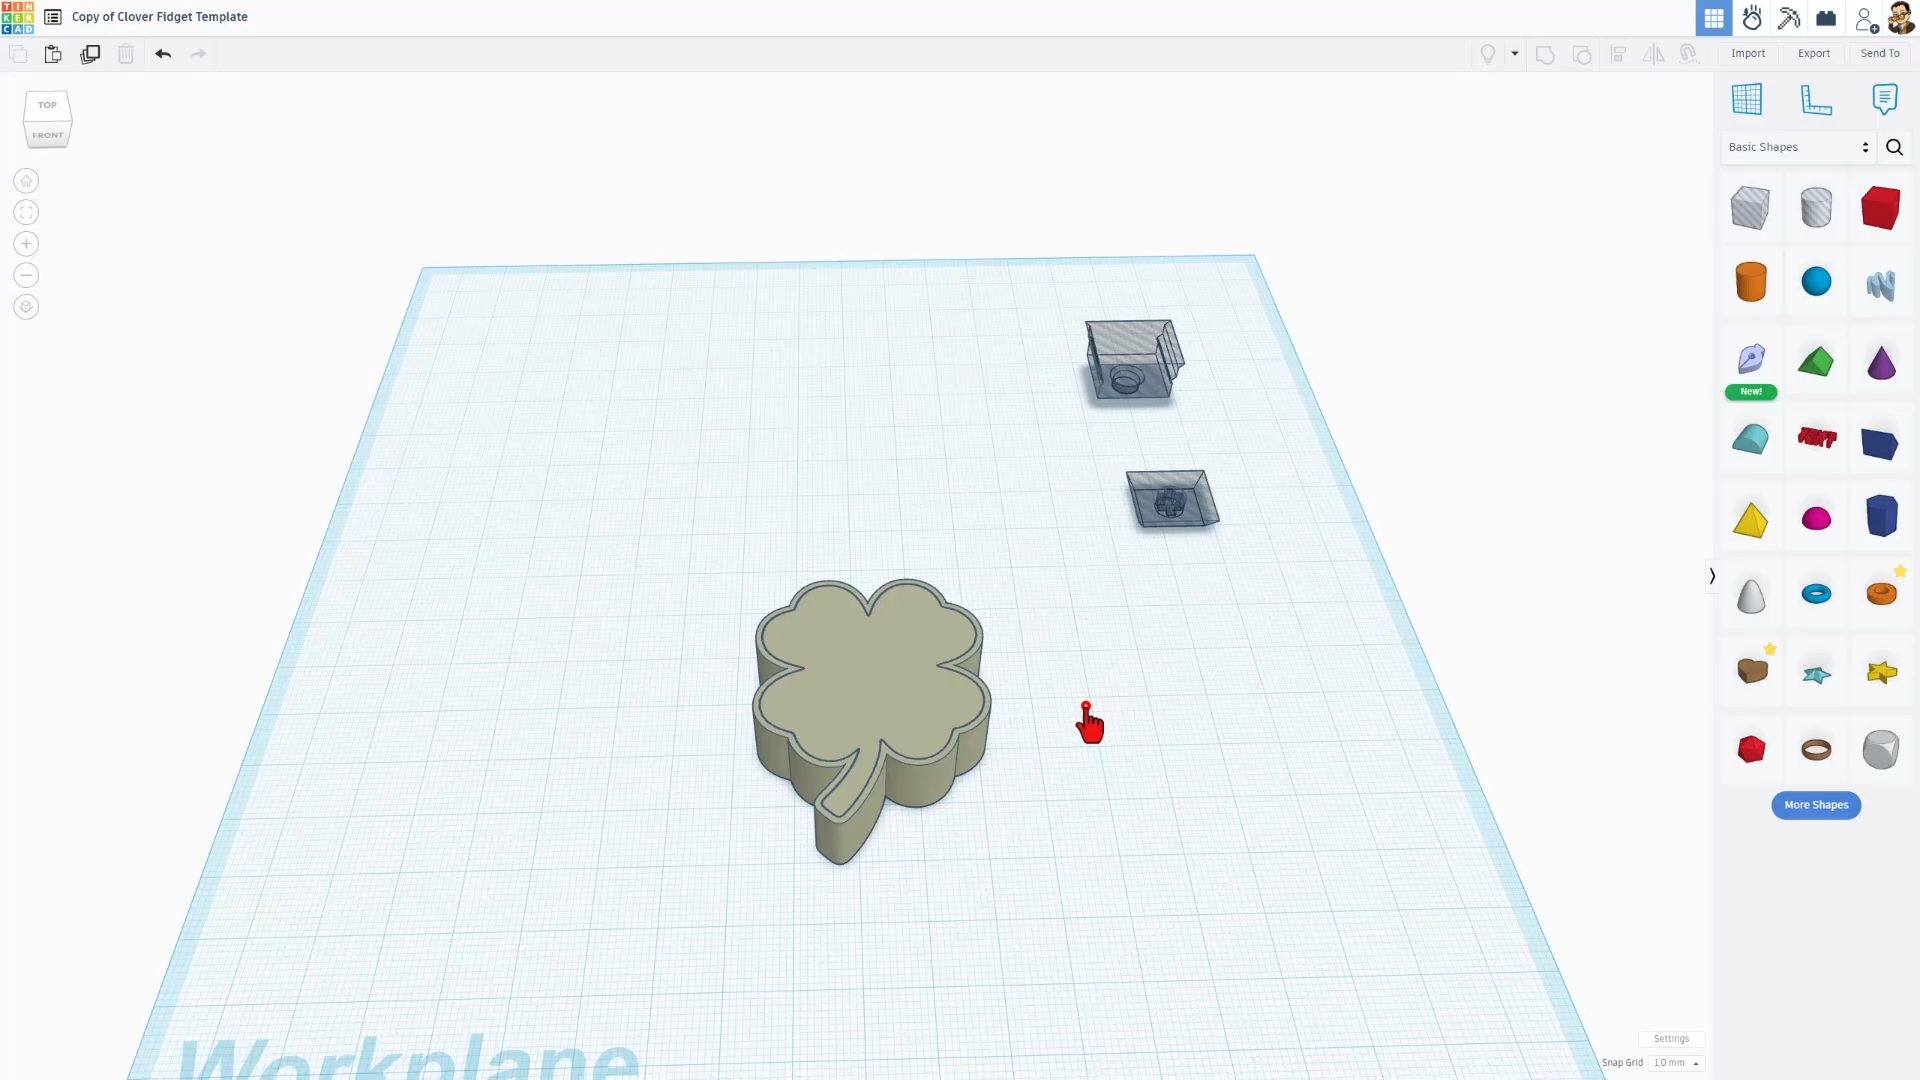 TIN
KER
CAD
Copy of Clover Fidget Template
Import
Export
Send To
TOP
FRONT
Basic Shapes
New!
More Shapes
Workplane
Settings
Snap Grid
1.0 mm